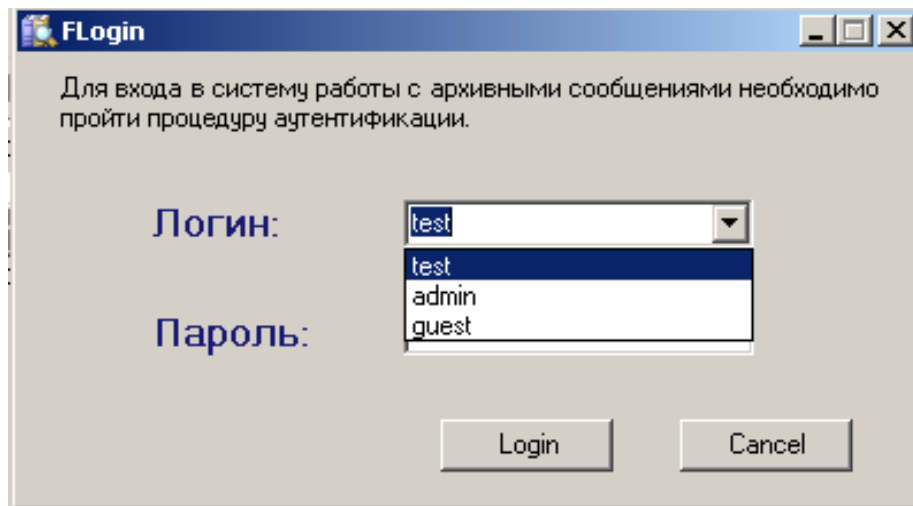 FLogin
Для входа в систему работы с архивными сообщениями необходимо
пройти процедуру аутентификации.
Логин:
test
test
admin
guest
Пароль:
Login
Cancel